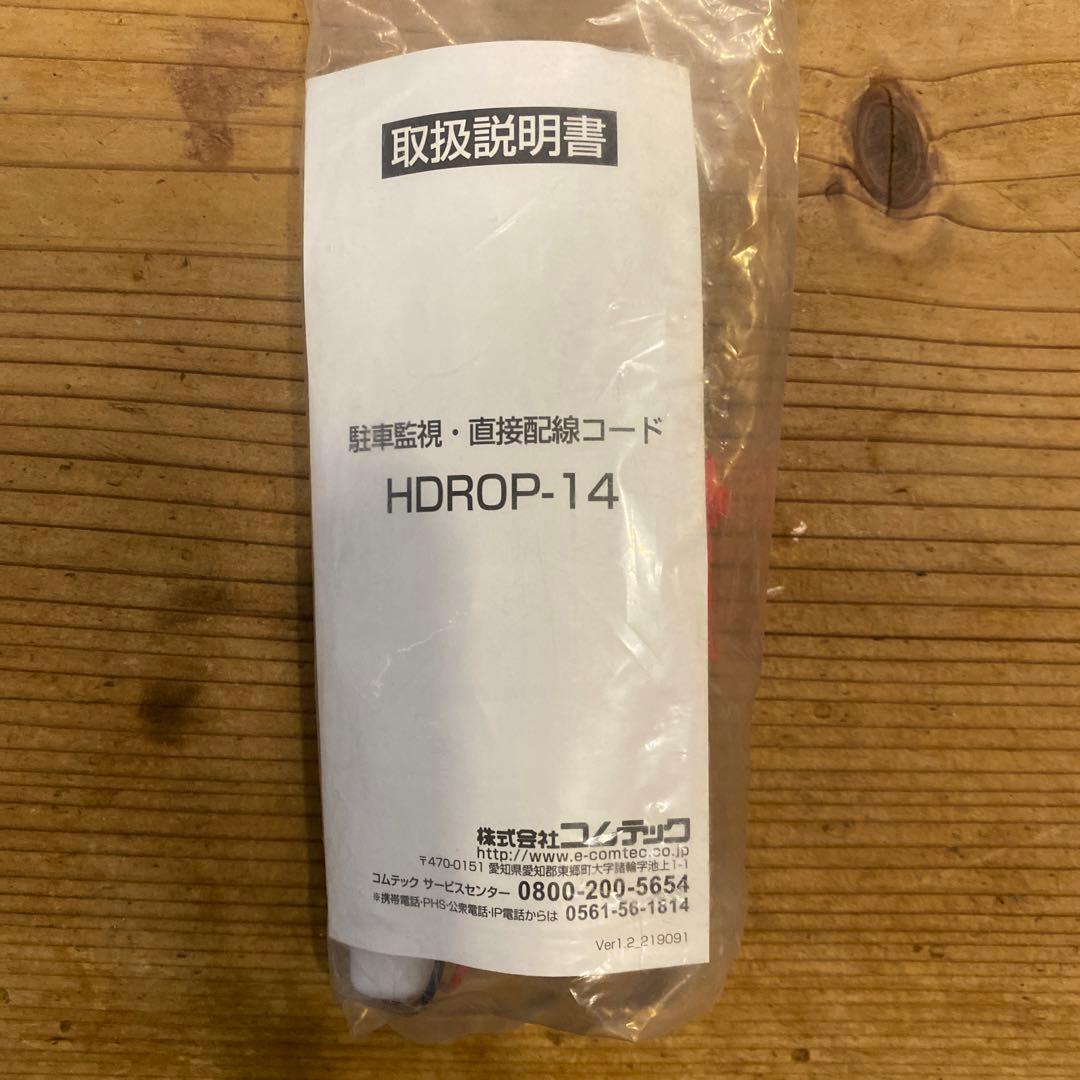 取扱説明書
駐車監視・直接配線コード
HDROP-14
株式会社コムテック
http://www.e-comtec.co.jp
〒470-0151 愛知県愛知郡東郷町大字諸輪字池上1-1
コムテック サービスセンター 0800-200-5654
※携帯電話・PHS・公衆電話・IP電話からは 0561-56-1814
Ver1.2_219091